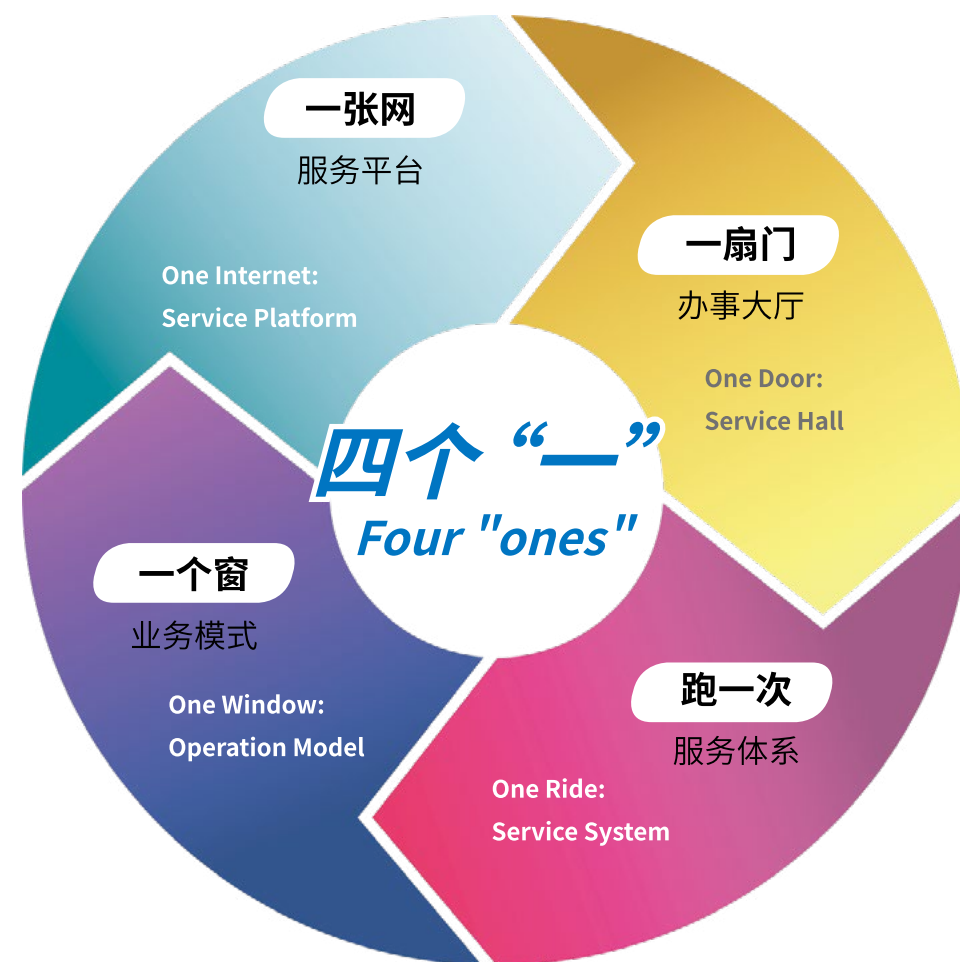 一张网
服务平台
One Internet:
Service Platform
一扇门
办事大厅
One Door:
Service Hall
四个“一”
Four "ones"
一个窗
业务模式
One Window:
Operation Model
跑一次
服务体系
One Ride:
Service System